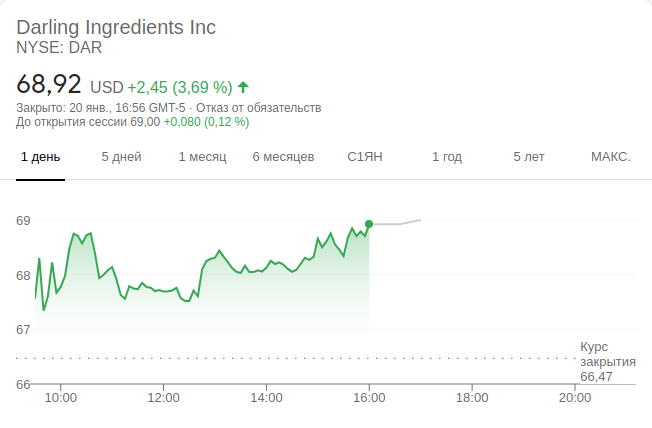 Darling Ingredients Inc
NYSE: DAR
68,92 USD +2,45 (3,69 %)
Закрыто: 20 янв., 16:56 GMT-5 · Отказ от обязательств
До открытия сессии 69,00 +0,080 (0,12 %)
1 день 5 дней 1 месяц 6 месяцев С1ЯН 1 год 5 лет МАКС.
69
68
67
Курс
закрытия
66,47
66
10:00 12:00 14:00 16:00 18:00 20:00